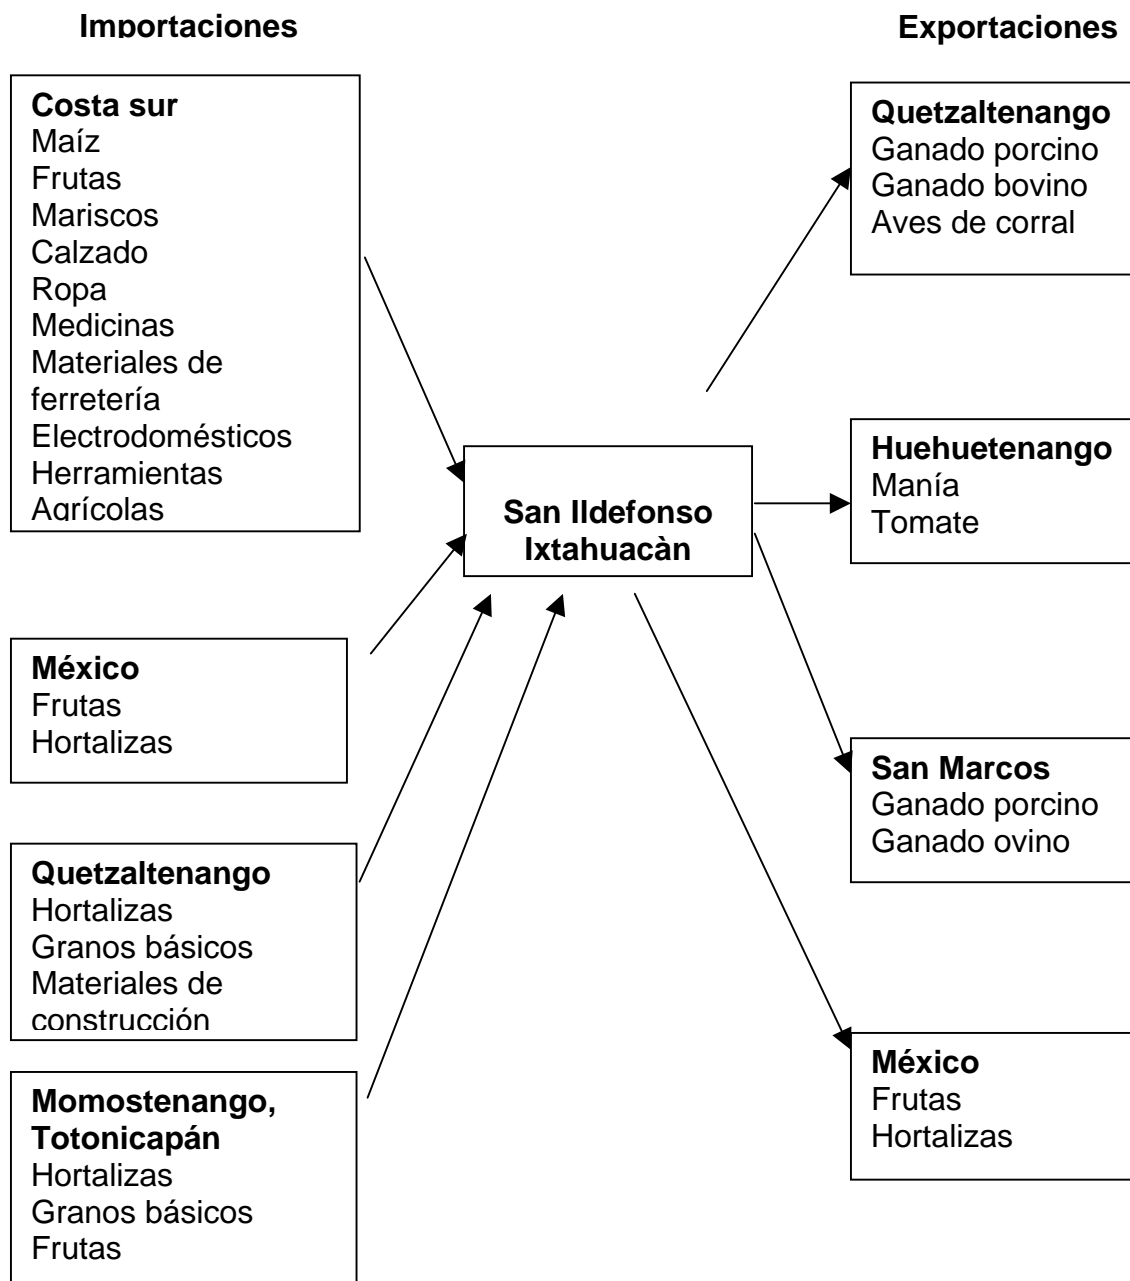 Importaciones
Exportaciones
Costa sur
Maíz
Frutas
Mariscos
Calzado
Ropa
Medicinas
Materiales de
ferretería
Electrodomésticos
Herramientas
Agrícolas
México
Frutas
Hortalizas
Quetzaltenango
Hortalizas
Granos básicos
Materiales de
construcción
Momostenango,
Totonicapán
Hortalizas
Granos básicos
Frutas
San Ildefonso
Ixtahuacàn
Quetzaltenango
Ganado porcino
Ganado bovino
Aves de corral
Huehuetenango
Manía
Tomate
San Marcos
Ganado porcino
Ganado ovino
México
Frutas
Hortalizas